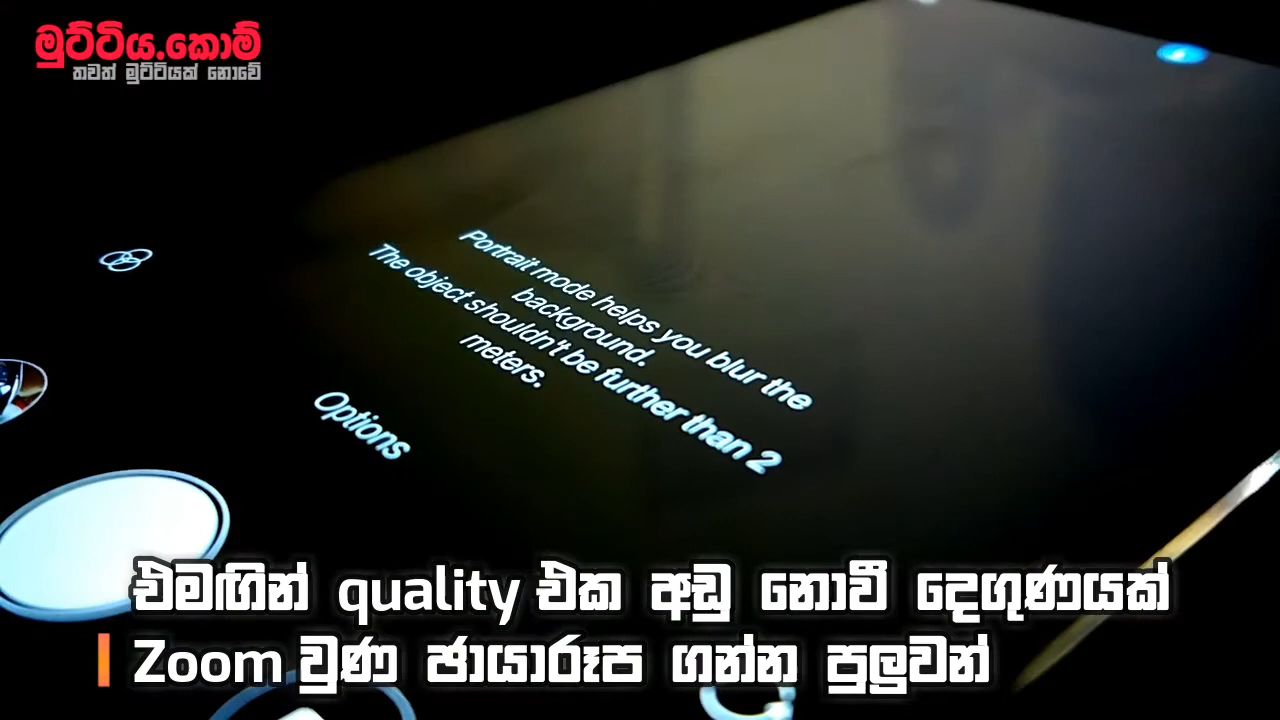 මුට්ටිය.කොම්
තවත් මුට්ටියක් නොවේ
Portrait mode helps you blur the
background.
The object shouldn't be further than 2
meters.
Options
එමඟින් quality එක අඩු නොවී දෙගුණයක්
Zoom වුණ ඡායාරූප ගන්න පුලුවන්